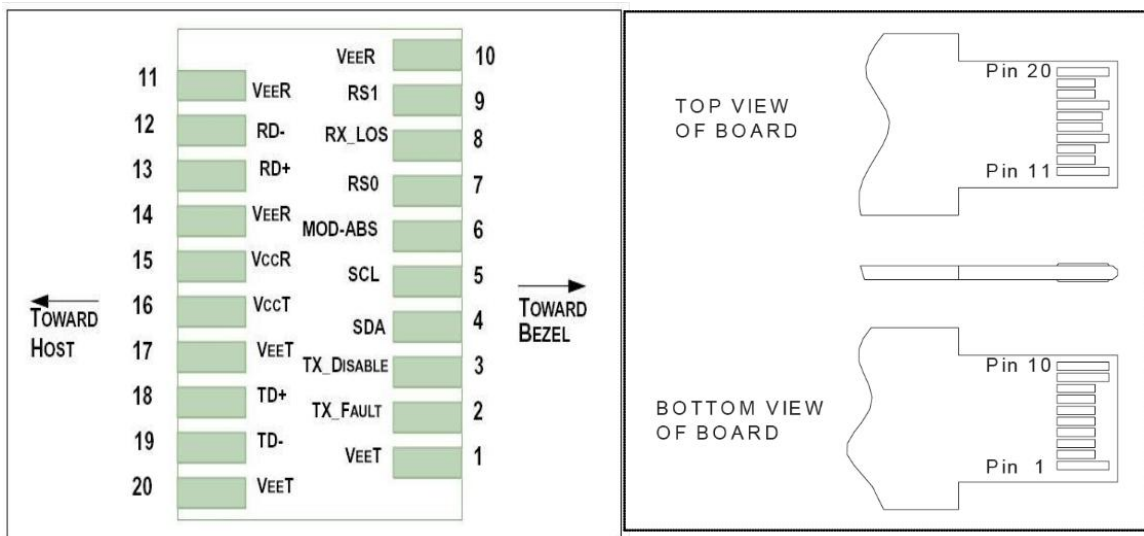 VEER
10
11
VEER
RS1
9
12
RD-
RX_LOS
8
13
RD+
RS0
7
14
VEER
MOD-ABS
6
15
VCCR
SCL
5
16
VCCT
SDA
4
17
VEET
TX_DISABLE
3
18
TD+
TX_FAULT
2
19
TD-
VEET
1
20
VEET
TOWARD
HOST
TOWARD
BEZEL
TOP VIEW
OF BOARD
Pin 20
Pin 11
BOTTOM VIEW
OF BOARD
Pin 10
Pin 1